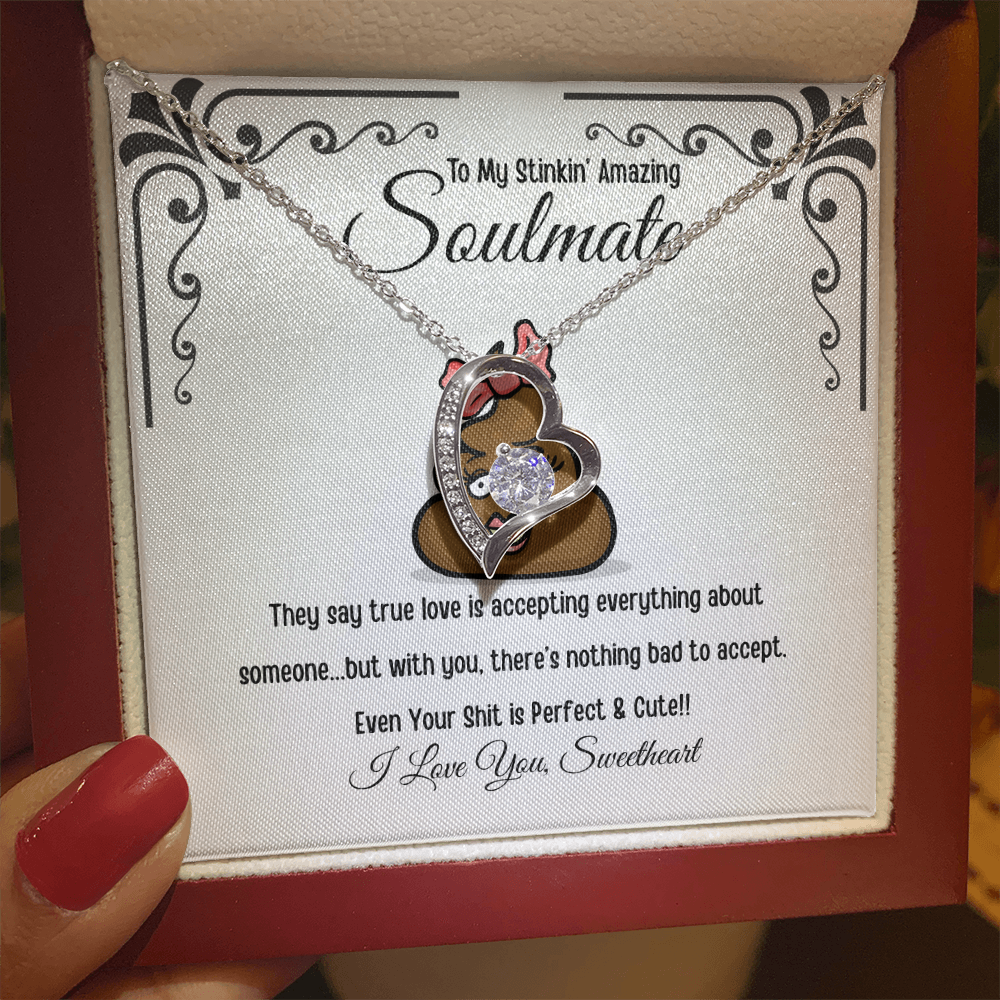 To My Stinkin' Amazing
Soulmate
They say true love is accepting everything about
someone...but with you, there's nothing bad to accept.
Even Your Shit is Perfect & Cute!!
I Love You, Sweetheart